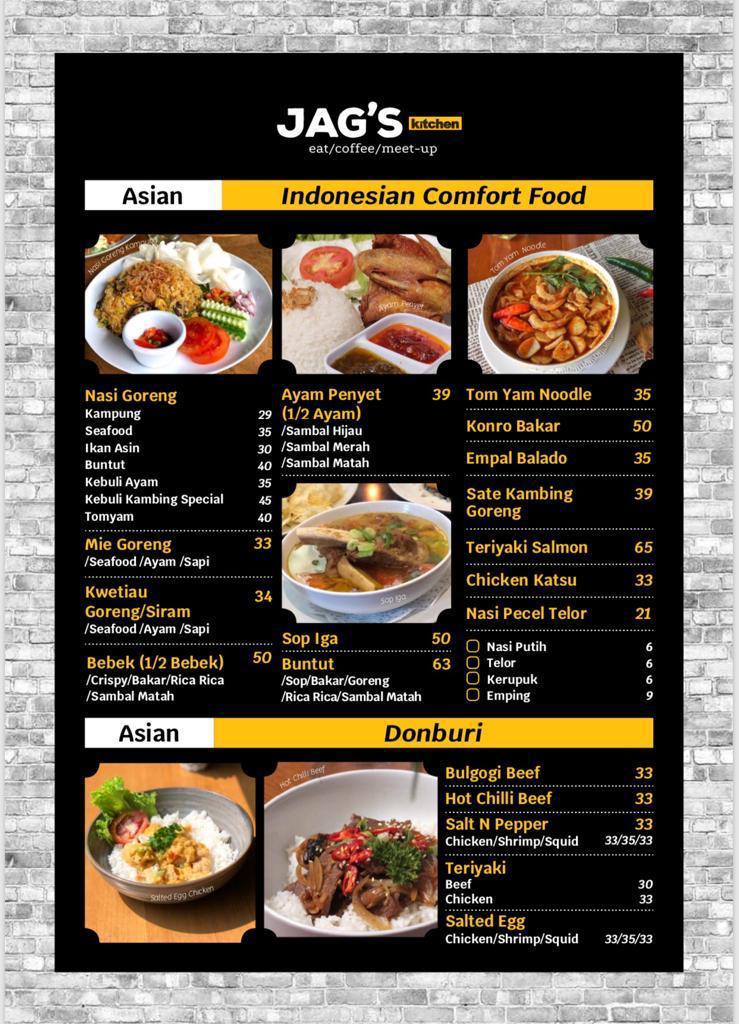 JAG'S kitchen
eat/coffee/meet-up
Asian Indonesian Comfort Food
Nasi Goreng Kampung
Ayam Penyet
Tom Yam Noodle
Nasi Goreng
Kampung 29
Seafood 35
Ikan Asin 30
Buntut 40
Kebuli Ayam 35
Kebuli Kambing Special 45
Tomyam 40
Mie Goreng 33
/Seafood /Ayam /Sapi
Kwetiau
Goreng/Siram 34
/Seafood /Ayam /Sapi
Bebek (1/2 Bebek) 50
/Crispy/Bakar/Rica Rica
/Sambal Matah
Ayam Penyet 39
(1/2 Ayam)
/Sambal Hijau
/Sambal Merah
/Sambal Matah
Sop Iga
Sop Iga 50
Buntut 63
/Sop/Bakar/Goreng
/Rica Rica/Sambal Matah
Tom Yam Noodle 35
Konro Bakar 50
Empal Balado 35
Sate Kambing 39
Goreng
Teriyaki Salmon 65
Chicken Katsu 33
Nasi Pecel Telor 21
Nasi Putih 6
Telor 6
Kerupuk 6
Emping 9
Asian Donburi
Salted Egg Chicken
Hot Chilli Beef
Bulgogi Beef 33
Hot Chilli Beef 33
Salt N Pepper 33
Chicken/Shrimp/Squid 33/35/33
Teriyaki
Beef 30
Chicken 33
Salted Egg
Chicken/Shrimp/Squid 33/35/33